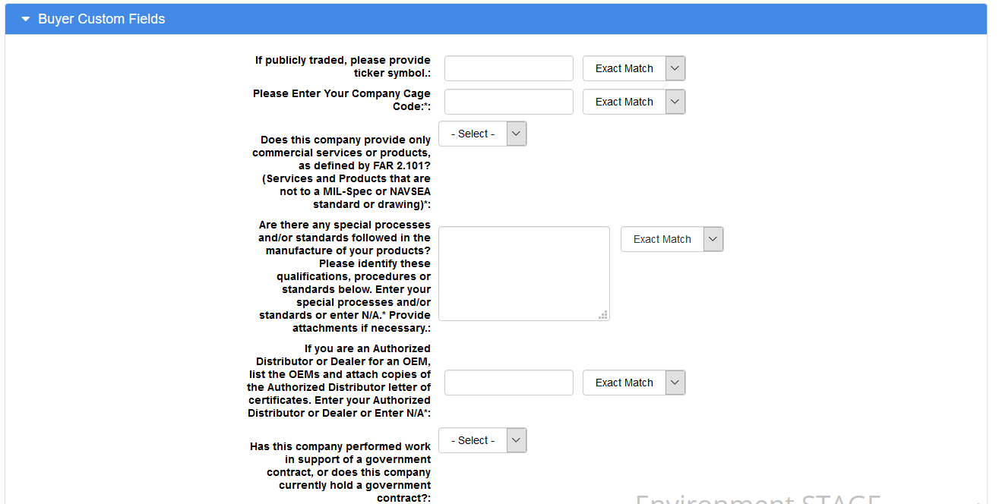 Buyer Custom Fields
If publicly traded, please provide
ticker symbol.:
Exact Match
Please Enter Your Company Cage
Code:*:
Exact Match
- Select -
Does this company provide only
commercial services or products,
as defined by FAR 2.101?
(Services and Products that are
not to a MIL-Spec or NAVSEA
standard or drawing)*:
Are there any special processes
and/or standards followed in the
manufacture of your products?
Please identify these
qualifications, procedures or
standards below. Enter your
special processes and/or
standards or enter N/A.* Provide
attachments if necessary.:
Exact Match
If you are an Authorized
Distributor or Dealer for an OEM,
list the OEMs and attach copies of
the Authorized Distributor letter of
certificates. Enter your Authorized
Distributor or Dealer or Enter N/A*:
Exact Match
- Select -
Has this company performed work
in support of a government
contract, or does this company
currently hold a government
contract?:
Environment STAGE